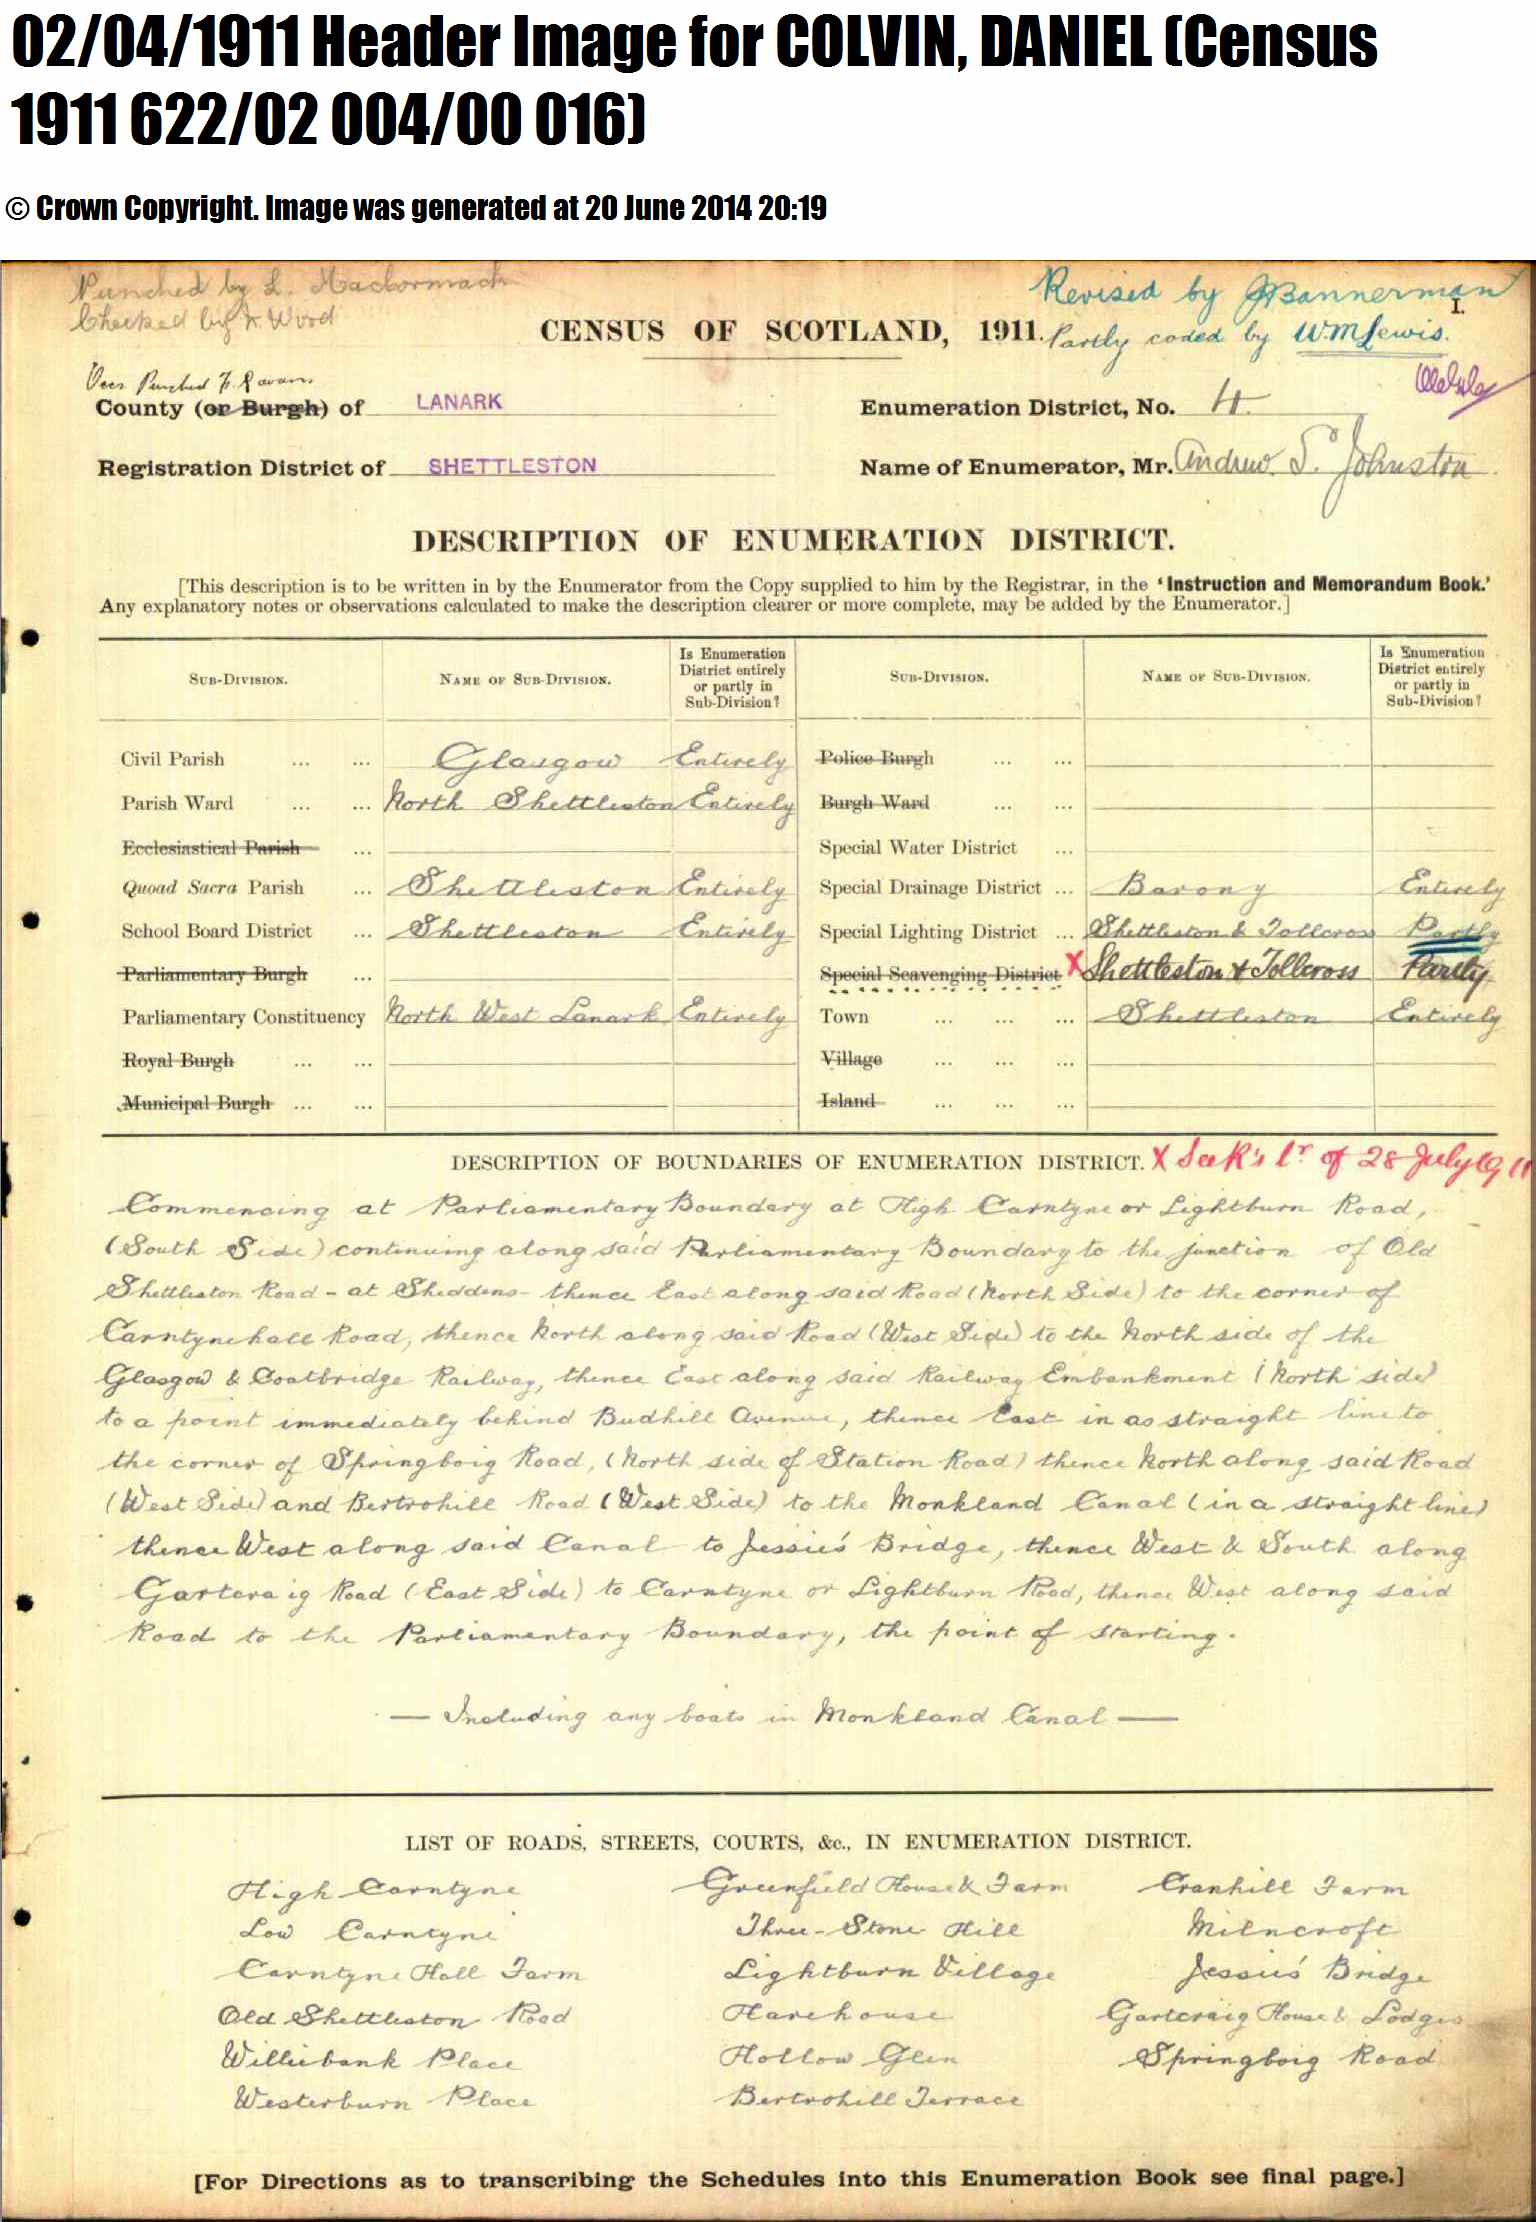 02/04/1911 Header Image for COLVIN, DANIEL (Census
1911 622/02 004/00 016)
© Crown Copyright. Image was generated at 20 June 2014 20:19
Punched by L. MacCormack
Checked by Wood
Revised by J Bannerman
I.
CENSUS OF SCOTLAND, 1911. Partly coded by W.M Lewis.
Punched
County (or Burgh) of LANARK Enumeration District, No. 4
Registration District of SHETTLESTON Name of Enumerator, Mr. Andrew S. Johnston
DESCRIPTION OF ENUMERATION DISTRICT.
[This description is to be written in by the Enumerator from the Copy supplied to him by the Registrar, in the 'Instruction and Memorandum Book.'
Any explanatory notes or observations calculated to make the description clearer or more complete, may be added by the Enumerator.]
SUB-DIVISION. NAME OF SUB-DIVISION. Is Enumeration District entirely or partly in Sub-Division? SUB-DIVISION. NAME OF SUB-DIVISION. Is Enumeration District entirely or partly in Sub-Division?
Civil Parish ... ... Glasgow Entirely Police Burgh ... ...
Parish Ward ... ... North Shettleston Entirely Burgh Ward ... ...
Ecclesiastical Parish ... Special Water District ...
Quoad Sacra Parish ... Shettleston Entirely Special Drainage District ... Barony Entirely
School Board District ... Shettleston Entirely Special Lighting District ... Shettleston & Tollcross Partly
Parliamentary Burgh ... Special Scavenging District X Shettleston & Tollcross Partly
Parliamentary Constituency North West Lanark Entirely Town ... ... ... Shettleston Entirely
Royal Burgh ... ... Village ... ... ...
Municipal Burgh ... ... Island ... ... ...
DESCRIPTION OF BOUNDARIES OF ENUMERATION DISTRICT. X See R's lr of 28 July 1911
Commencing at Parliamentary Boundary at High Carntyne or Lightburn Road,
(South Side) continuing along said Parliamentary Boundary to the junction of Old
Shettleston Road - at Sheddens - thence East along said Road (North Side) to the corner of
Carntynehall Road, thence North along said Road (West Side) to the North side of the
Glasgow & Coatbridge Railway, thence East along said Railway Embankment (North side)
to a point immediately behind Budhill Avenue, thence East in as straight line to
the corner of Springboig Road, (North side of Station Road) thence North along said Road
(West Side) and Bertrohill Road (West Side) to the Monkland Canal (in a straight line)
thence West along said Canal to Jessie's Bridge, thence West & South along
Gartcraig Road (East Side) to Carntyne or Lightburn Road, thence West along said
Road to the Parliamentary Boundary, the point of starting.
— Including any boats in Monkland Canal —
LIST OF ROADS, STREETS, COURTS, &c., IN ENUMERATION DISTRICT.
High Carntyne Greenfield House & Farm Cranhill Farm
Low Carntyne Three-Stone Hill Milncroft
Carntyne Hall Farm Lightburn Village Jessie's Bridge
Old Shettleston Road Harehouse Gartcraig House & Lodges
Williebank Place Hollow Glen Springboig Road
Westerburn Place Bertrohill Terrace
[For Directions as to transcribing the Schedules into this Enumeration Book see final page.]